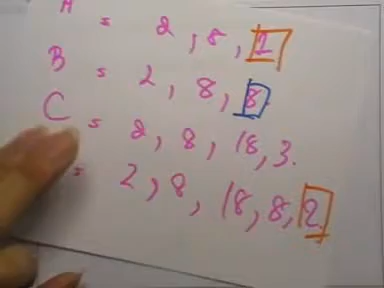 A = 2, 8, 1
B = 2, 8, 8
C = 2, 8, 18, 3.
= 2, 8, 18, 8, 2